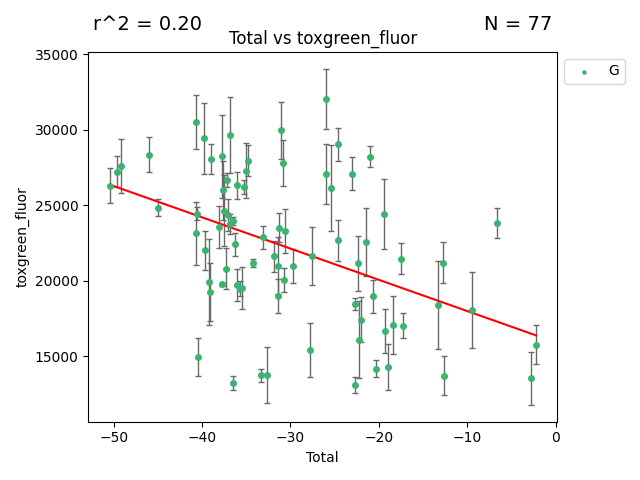 r^2 = 0.20
N = 77
Total vs toxgreen_fluor
G
35000
30000
25000
20000
15000
toxgreen_fluor
−50
−40
−30
−20
−10
0
Total